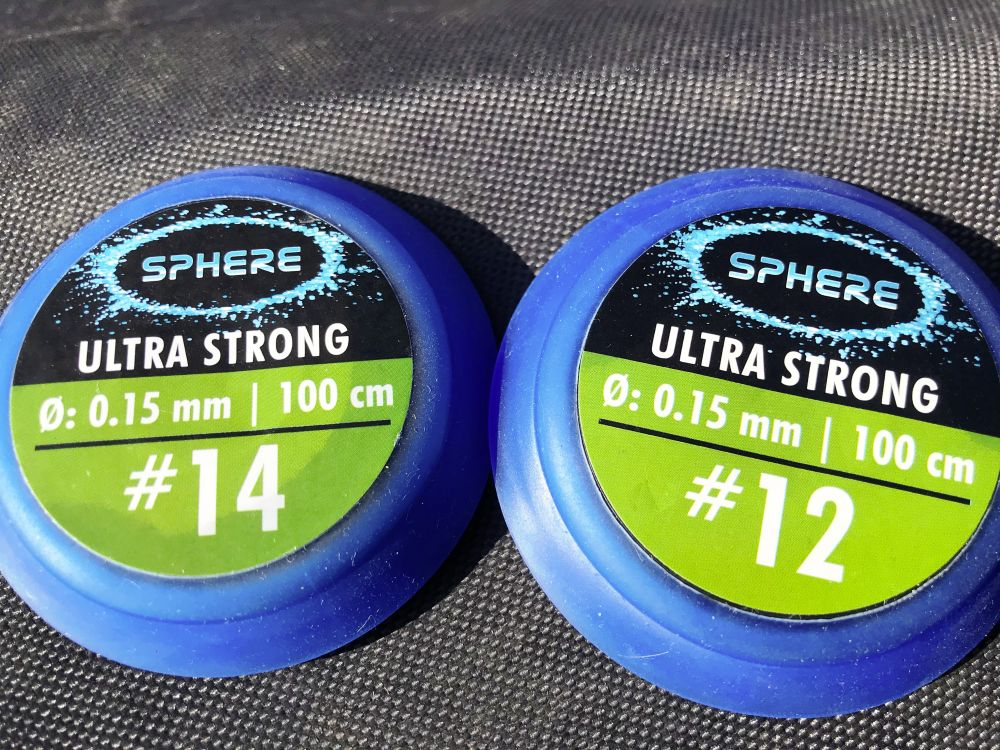 SPHERE
ULTRA STRONG
Ø: 0.15 mm | 100 cm
#14
SPHERE
ULTRA STRONG
Ø: 0.15 mm | 100 cm
#12